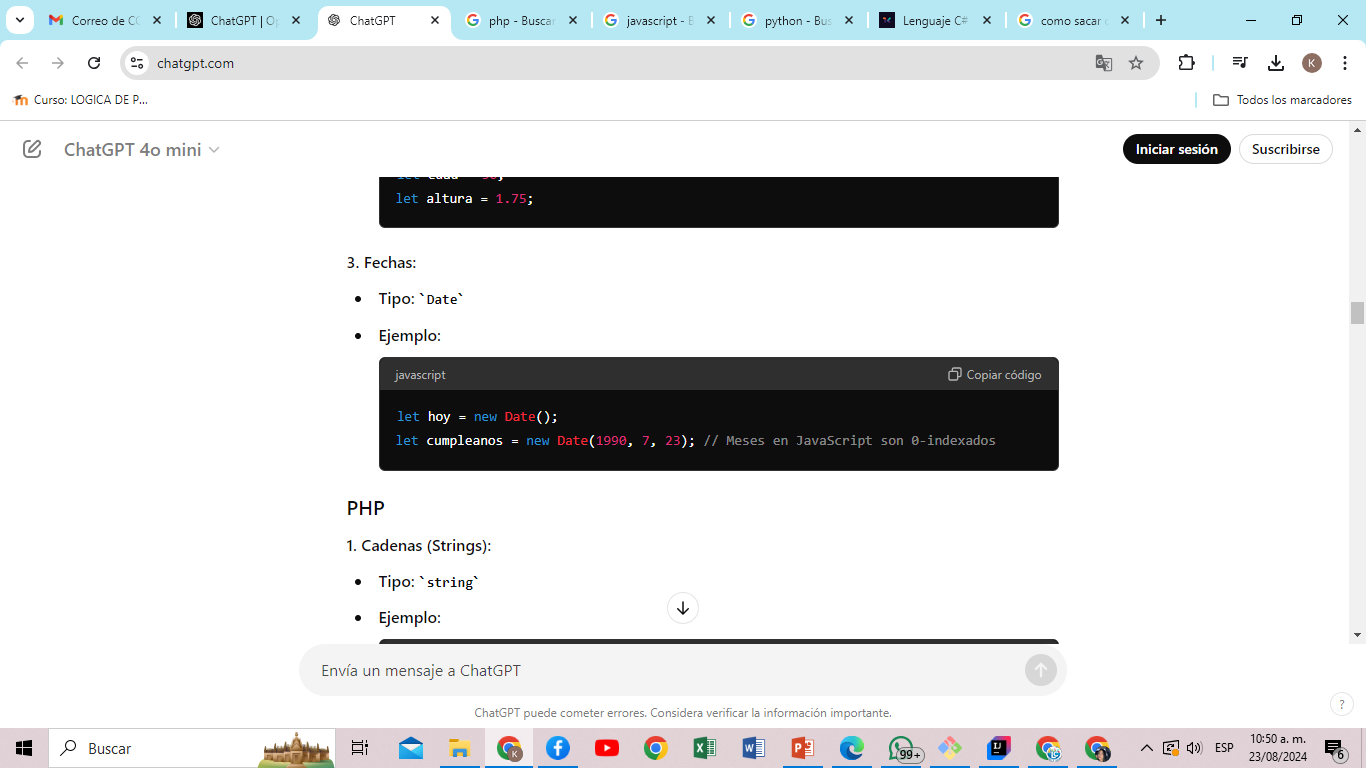 Correo de CC
ChatGPT | Op
ChatGPT
php - Buscar
javascript - B
python - Bus
Lenguaje C#
como sacar c
chatgpt.com
K
Curso: LOGICA DE P...
Todos los marcadores
ChatGPT 4o mini
Iniciar sesión
Suscribirse
let altura = 1.75;
3. Fechas:
Tipo: `Date`
Ejemplo:
javascript
Copiar código
let hoy = new Date();
let cumpleanos = new Date(1990, 7, 23); // Meses en JavaScript son 0-indexados
PHP
1. Cadenas (Strings):
Tipo: `string`
Ejemplo:
Envía un mensaje a ChatGPT
ChatGPT puede cometer errores. Considera verificar la información importante.
?
Buscar
99+
ESP
10:50 a. m.
23/08/2024
6